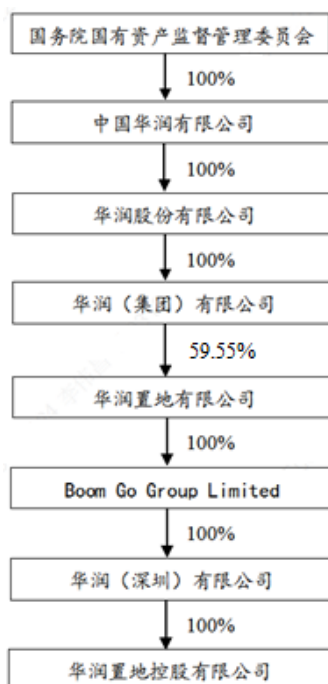 国务院国有资产监督管理委员会
100%
中国华润有限公司
100%
华润股份有限公司
100%
华润（集团）有限公司
59.55%
华润置地有限公司
100%
Boom Go Group Limited
100%
华润（深圳）有限公司
100%
华润置地控股有限公司